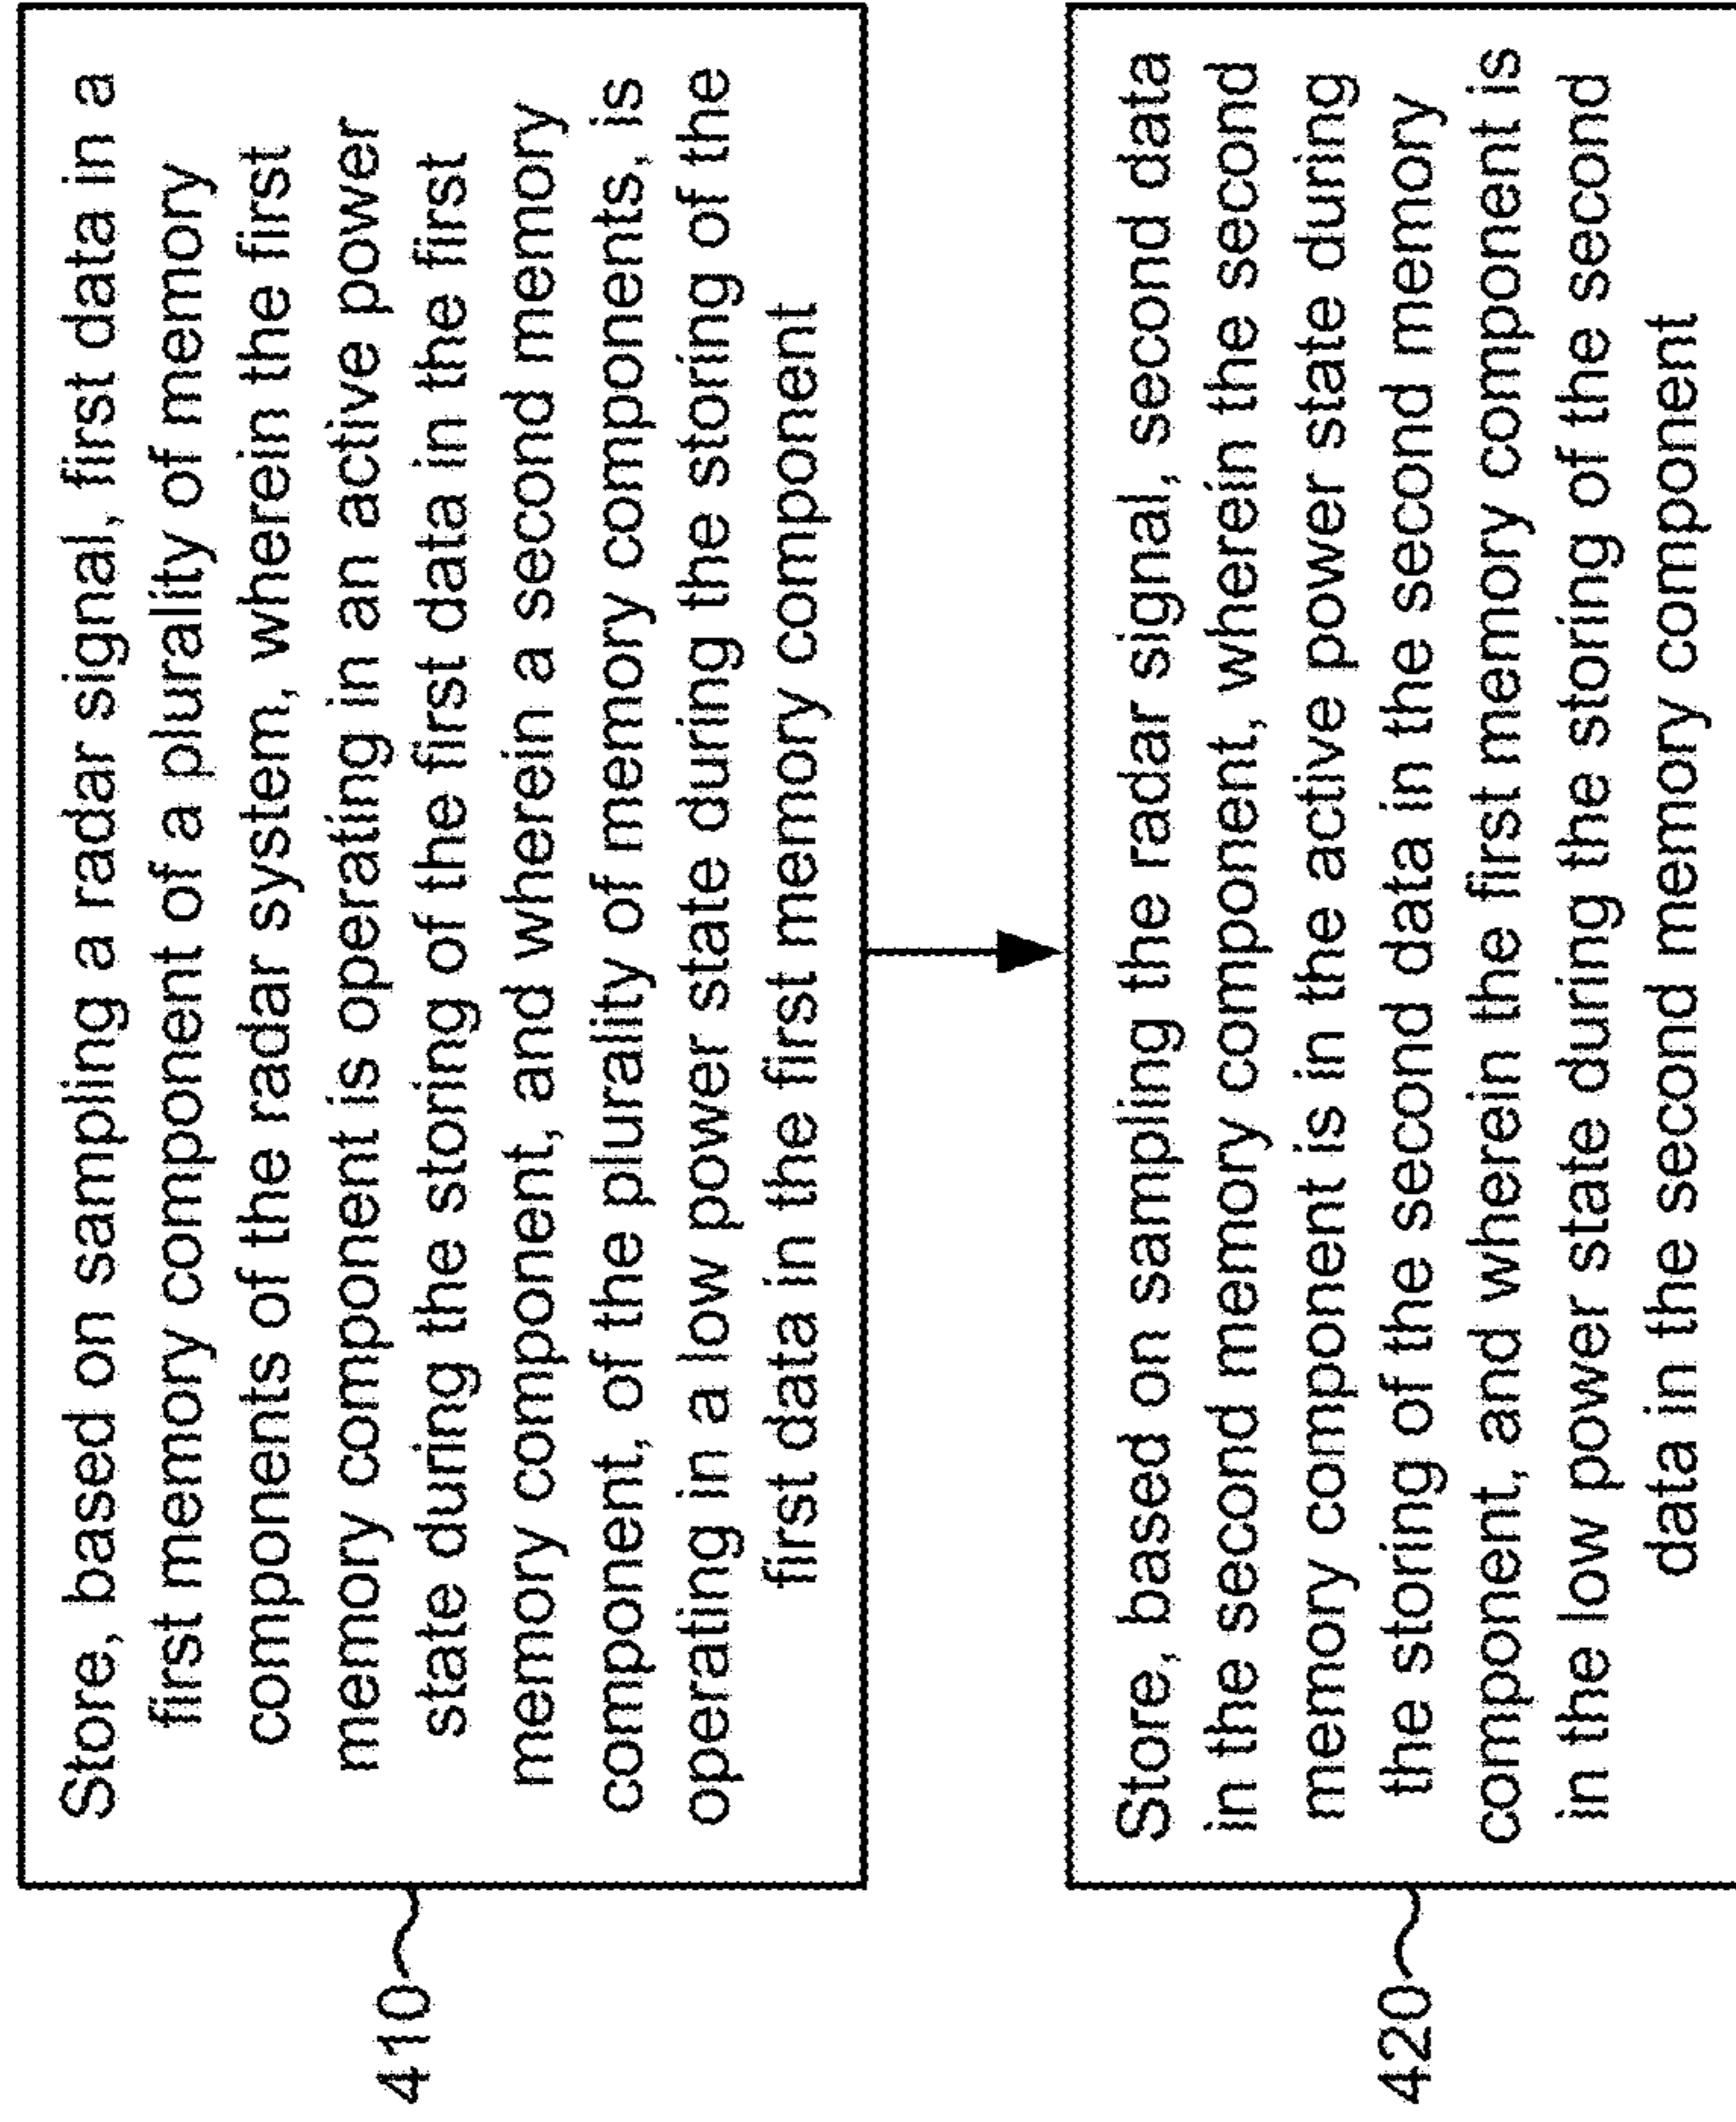 410
Store, based on sampling a radar signal, first data in a
first memory component of a plurality of memory
components of the radar system, wherein the first
memory component is operating in an active power
state during the storing of the first data in the first
memory component, and wherein a second memory
component, of the plurality of memory components, is
operating in a low power state during the storing of the
first data in the first memory component
420
Store, based on sampling the radar signal, second data
in the second memory component, wherein the second
memory component is in the active power state during
the storing of the second data in the second memory
component, and wherein the first memory component is
in the low power state during the storing of the second
data in the second memory component